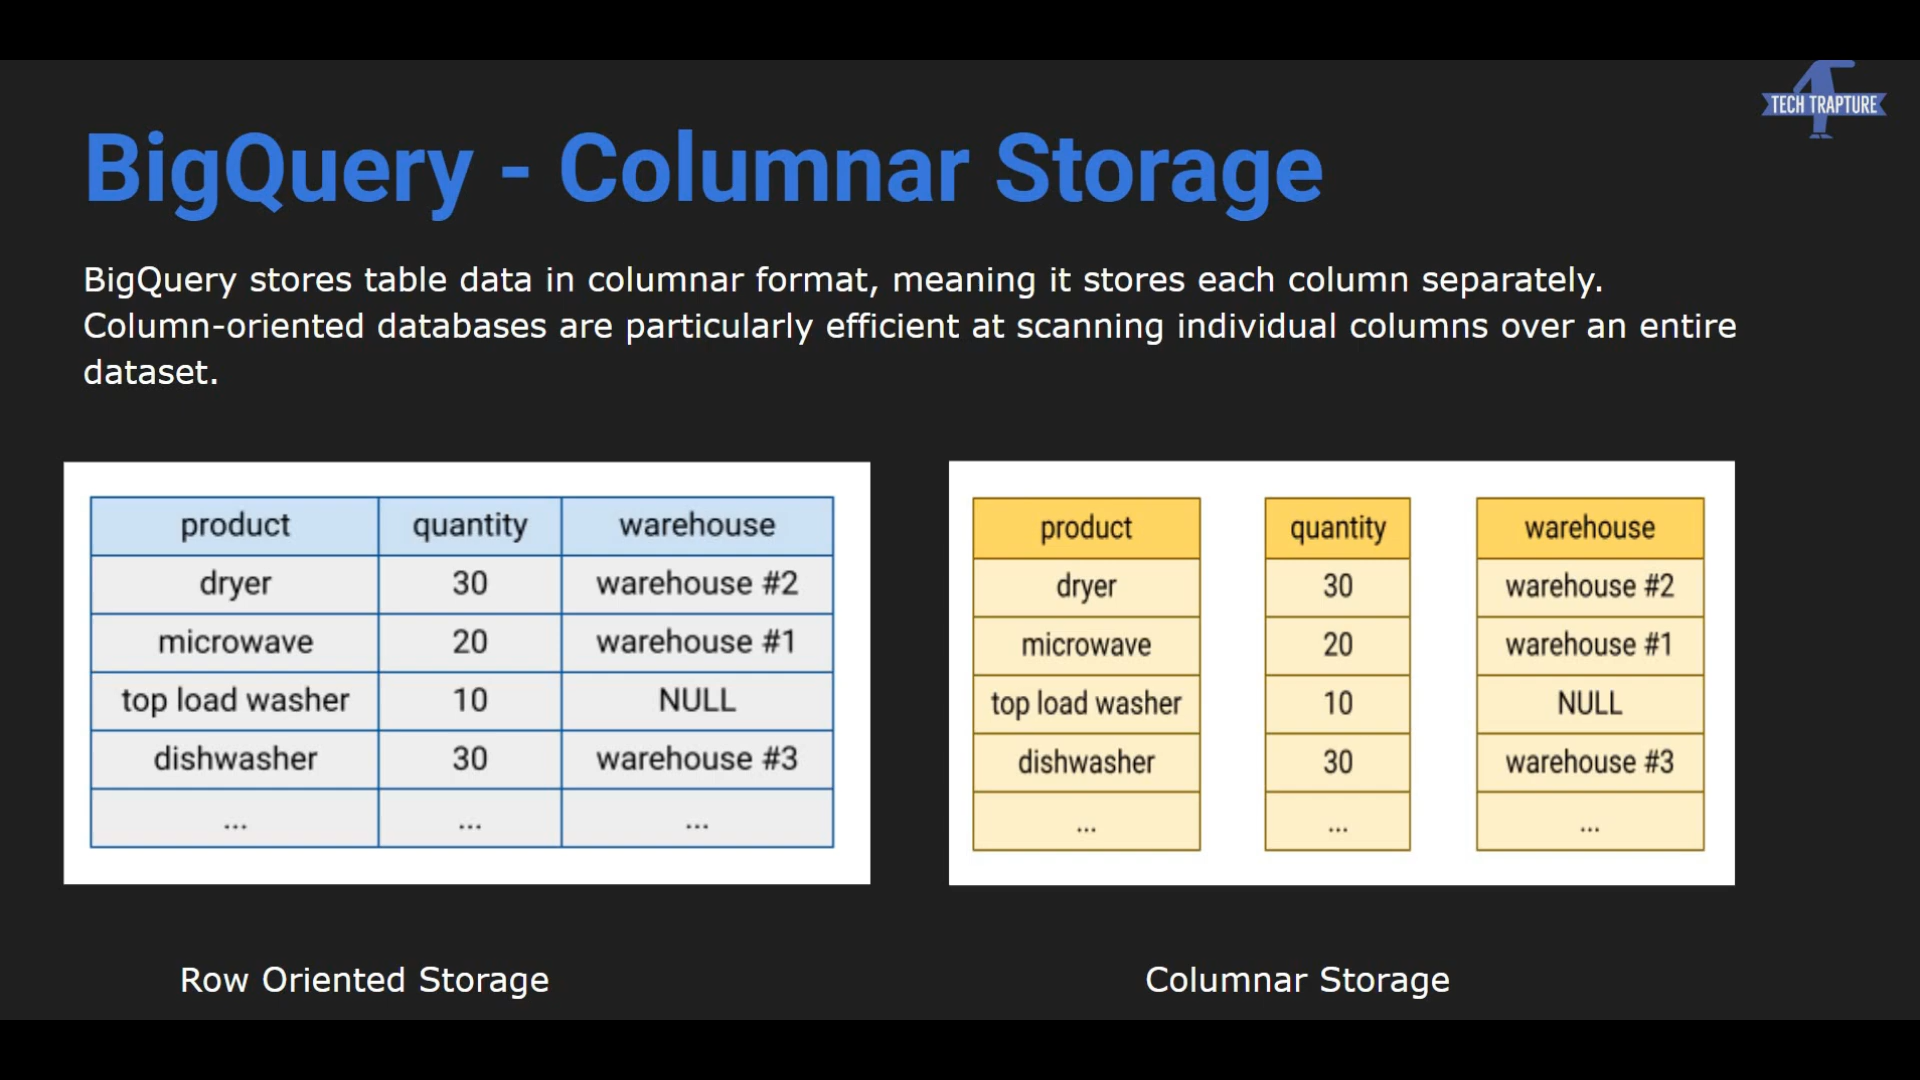 TECH TRAPTURE
BigQuery - Columnar Storage
BigQuery stores table data in columnar format, meaning it stores each column separately.
Column-oriented databases are particularly efficient at scanning individual columns over an entire
dataset.
product quantity warehouse
dryer 30 warehouse #2
microwave 20 warehouse #1
top load washer 10 NULL
dishwasher 30 warehouse #3
... ... ...
Row Oriented Storage
product quantity warehouse
dryer 30 warehouse #2
microwave 20 warehouse #1
top load washer 10 NULL
dishwasher 30 warehouse #3
... ... ...
Columnar Storage